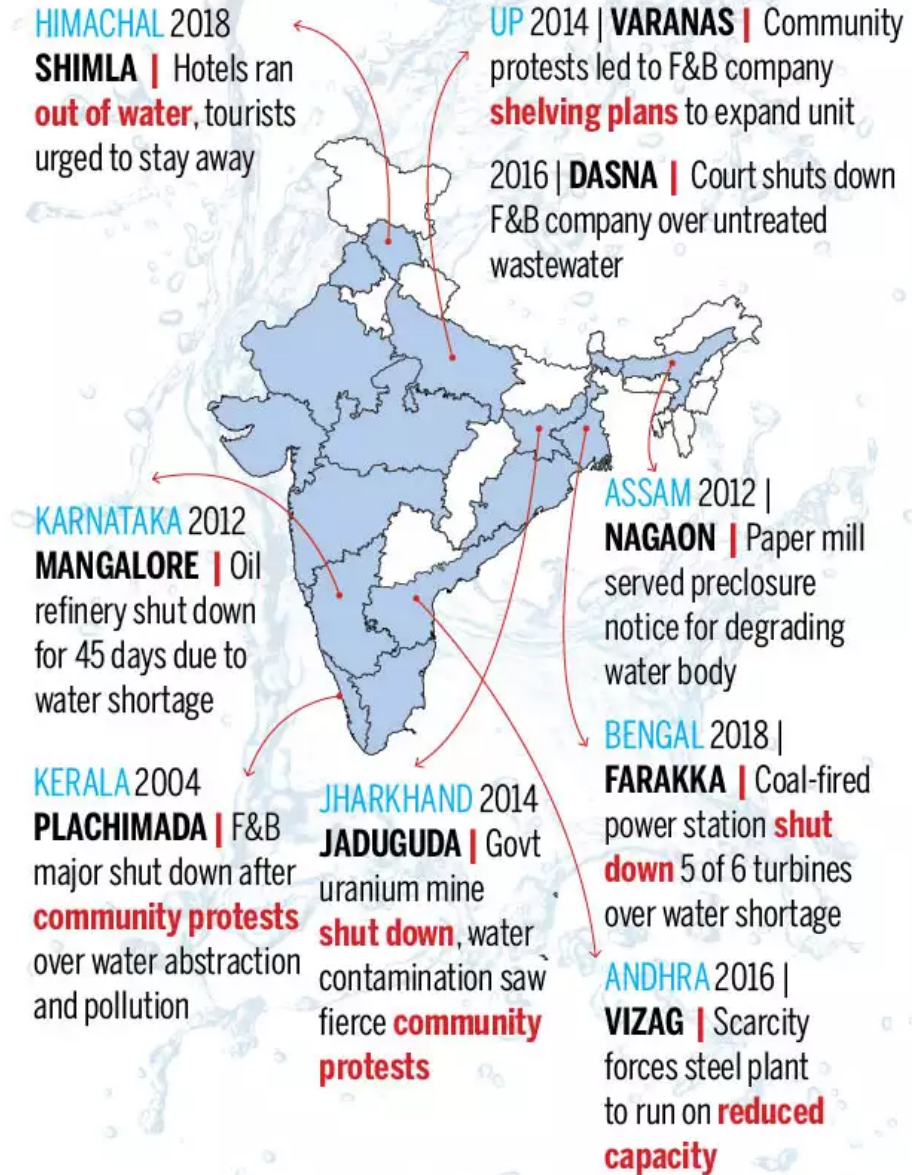 HIMACHAL 2018
SHIMLA | Hotels ran
out of water, tourists
urged to stay away
UP 2014 | VARANAS | Community
protests led to F&B company
shelving plans to expand unit
2016 | DASNA | Court shuts down
F&B company over untreated
wastewater
KARNATAKA 2012
MANGALORE | Oil
refinery shut down
for 45 days due to
water shortage
KERALA 2004
PLACHIMADA | F&B
major shut down after
community protests
over water abstraction
and pollution
JHARKHAND 2014
JADUGUDA | Govt
uranium mine
shut down, water
contamination saw
fierce community
protests
ASSAM 2012 |
NAGAON | Paper mill
served preclosure
notice for degrading
water body
BENGAL 2018 |
FARAKKA | Coal-fired
power station shut
down 5 of 6 turbines
over water shortage
ANDHRA 2016 |
VIZAG | Scarcity
forces steel plant
to run on reduced
capacity